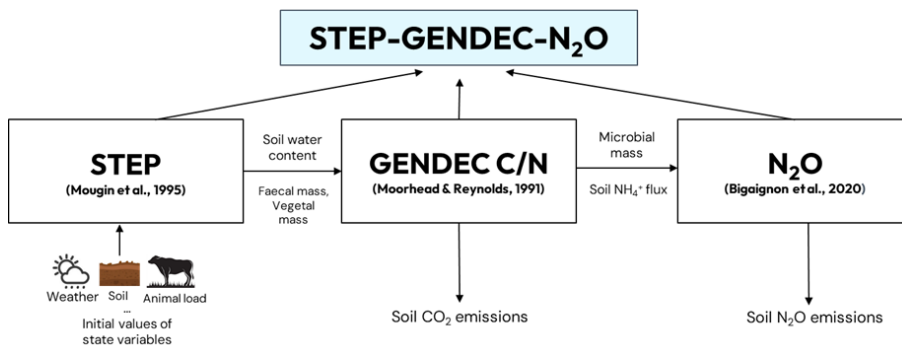 STEP-GENDEC-N₂O
STEP
(Mougin et al., 1995)
Soil water
content
Faecal mass,
Vegetal
mass
GENDEC C/N
(Moorhead & Reynolds, 1991)
Microbial
mass
Soil NH₄⁺ flux
N₂O
(Bigaignon et al., 2020)
Weather
Soil
Animal load
...
Initial values of
state variables
Soil CO₂ emissions
Soil N₂O emissions